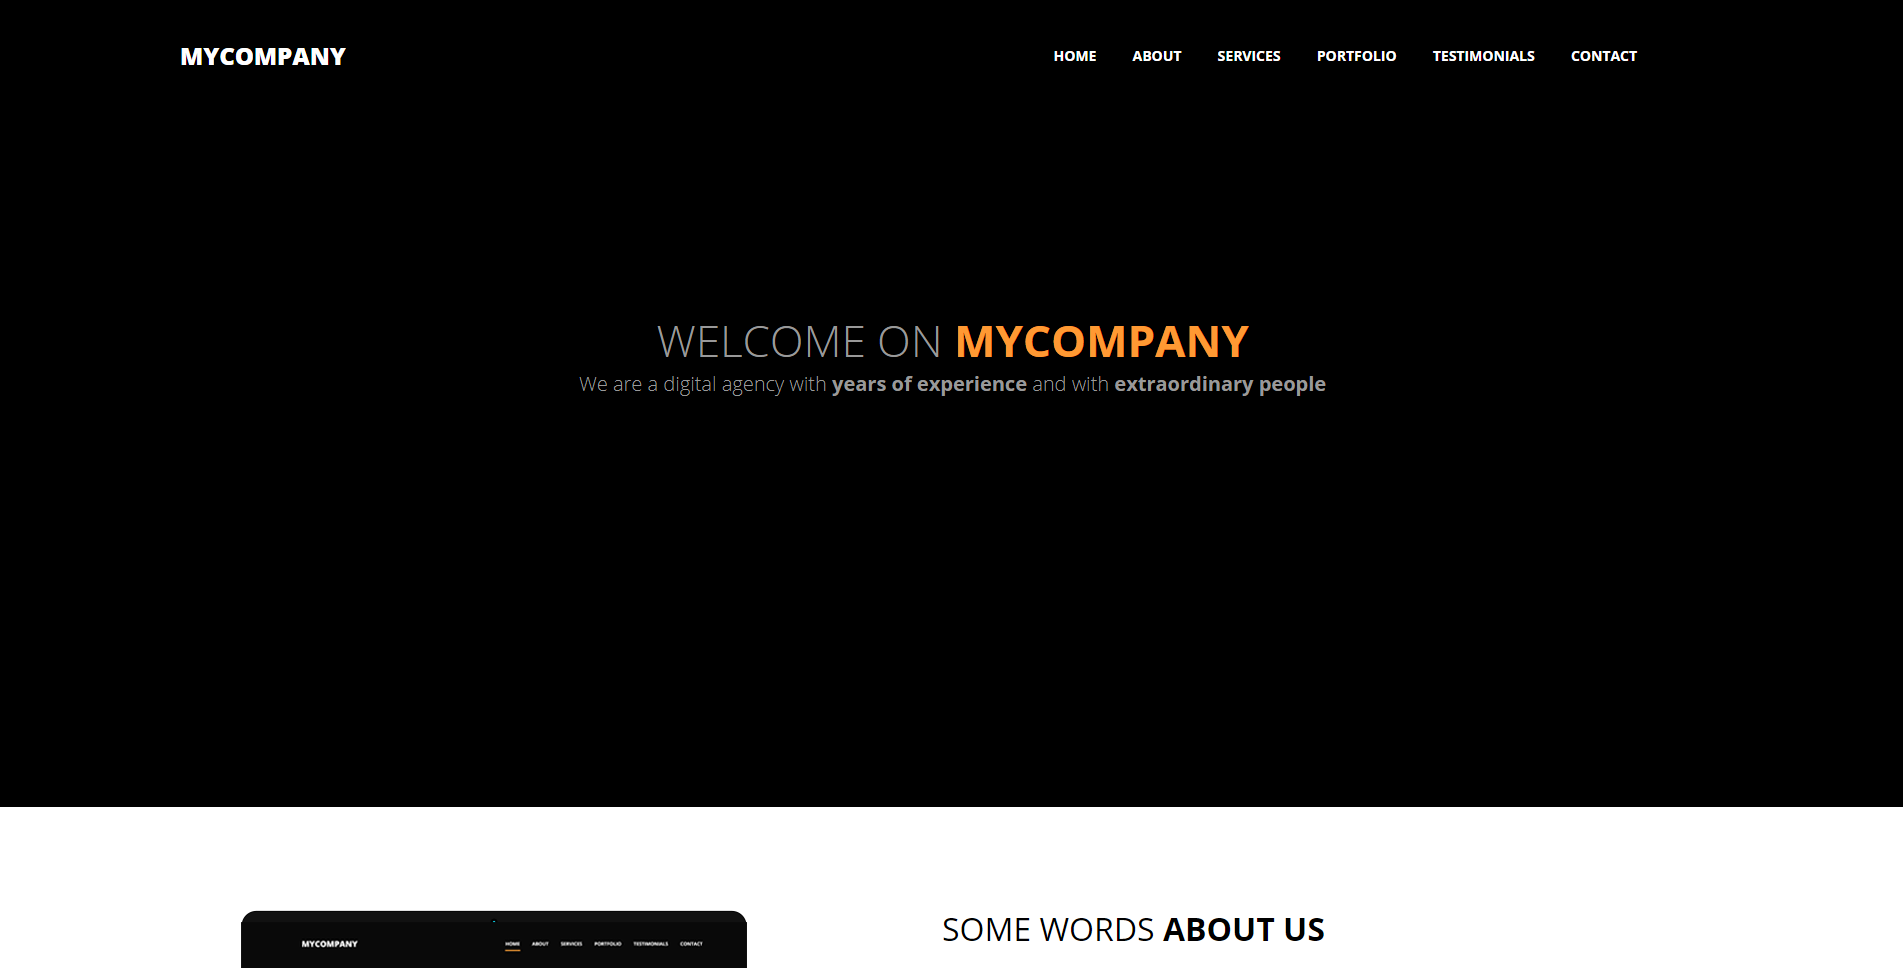 MYCOMPANY
HOME ABOUT SERVICES PORTFOLIO TESTIMONIALS CONTACT
WELCOME ON MYCOMPANY
We are a digital agency with years of experience and with extraordinary people
MYCOMPANY
HOME ABOUT SERVICES PORTFOLIO TESTIMONIALS CONTACT
SOME WORDS ABOUT US